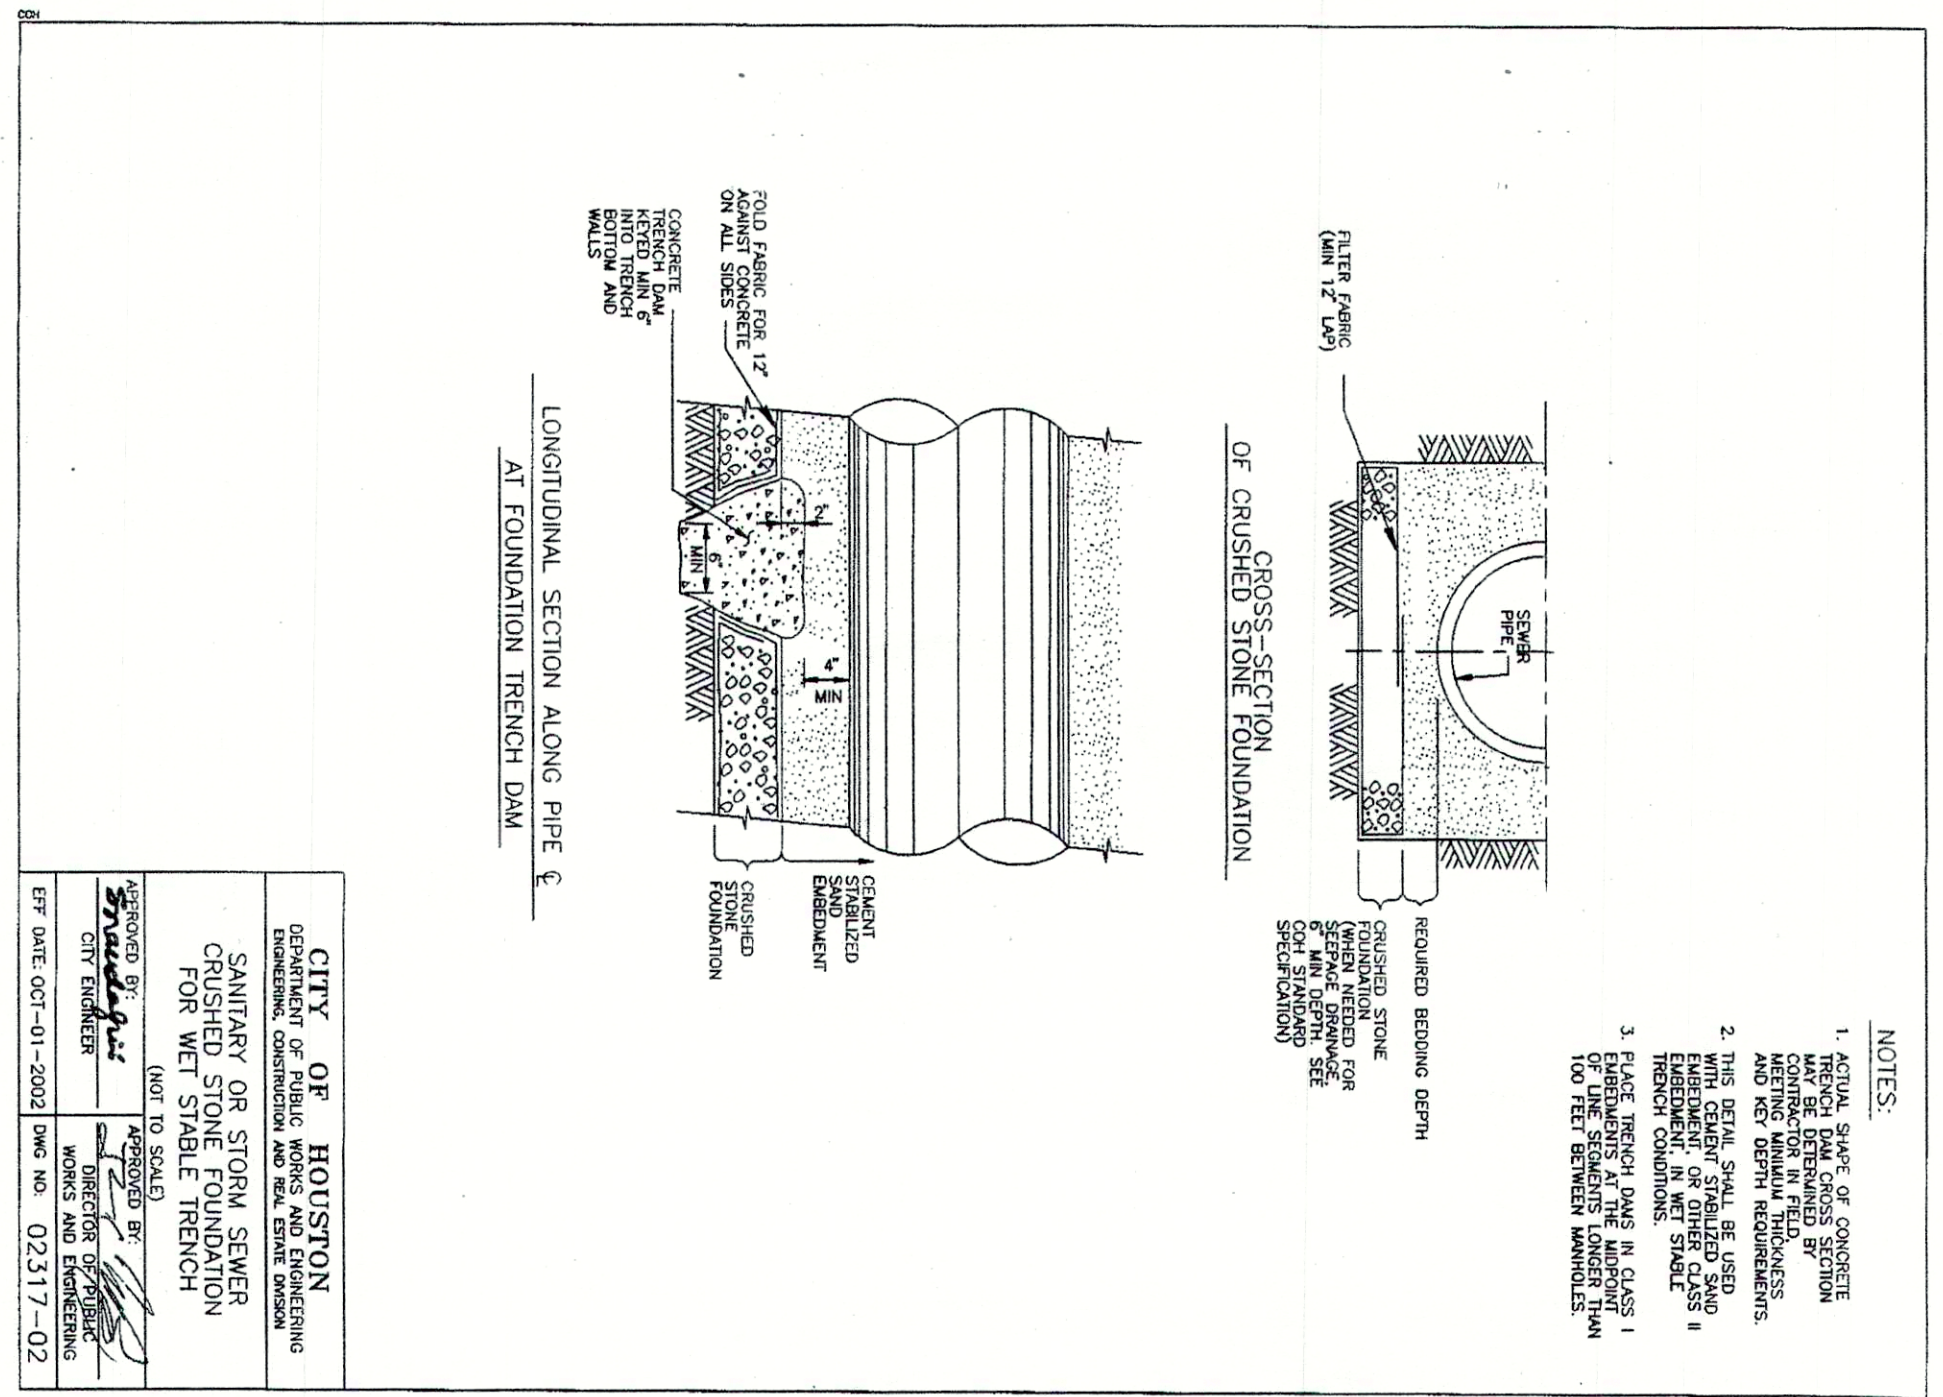 COH
NOTES:
1. ACTUAL SHAPE OF CONCRETE
TRENCH DAM CROSS SECTION
MAY BE DETERMINED BY
CONTRACTOR IN FIELD,
MEETING MINIMUM THICKNESS
AND KEY DEPTH REQUIREMENTS.
2. THIS DETAIL SHALL BE USED
WITH CEMENT STABILIZED SAND
EMBEDMENT, OR OTHER CLASS II
EMBEDMENT, IN WET STABLE
TRENCH CONDITIONS.
3. PLACE TRENCH DAMS IN CLASS I
EMBEDMENTS AT THE MIDPOINT
OF LINE SEGMENTS LONGER THAN
100 FEET BETWEEN MANHOLES.
SEWER
PIPE
FILTER FABRIC
(MIN 12" LAP)
REQUIRED BEDDING DEPTH
CRUSHED STONE
FOUNDATION
(WHEN NEEDED FOR
SEEPAGE DRAINAGE,
6" MIN DEPTH. SEE
COH STANDARD
SPECIFICATION)
CROSS-SECTION
OF CRUSHED STONE FOUNDATION
FOLD FABRIC FOR 12"
AGAINST CONCRETE
ON ALL SIDES
CONCRETE
TRENCH DAM
KEYED MIN 6"
INTO TRENCH
BOTTOM AND
WALLS
2"
6"
MIN
4"
MIN
CEMENT
STABILIZED
SAND
EMBEDMENT
CRUSHED
STONE
FOUNDATION
LONGITUDINAL SECTION ALONG PIPE ℄
AT FOUNDATION TRENCH DAM
CITY OF HOUSTON
DEPARTMENT OF PUBLIC WORKS AND ENGINEERING
ENGINEERING, CONSTRUCTION AND REAL ESTATE DIVISION
SANITARY OR STORM SEWER
CRUSHED STONE FOUNDATION
FOR WET STABLE TRENCH
(NOT TO SCALE)
APPROVED BY:
CITY ENGINEER
APPROVED BY:
DIRECTOR OF PUBLIC
WORKS AND ENGINEERING
EFF DATE: OCT-01-2002
DWG NO: 02317-02